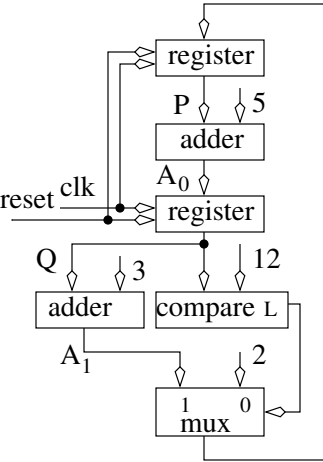 register
P 5
adder
A0
reset clk
register
Q 3 12
adder compare L
A1 2
1 0
mux